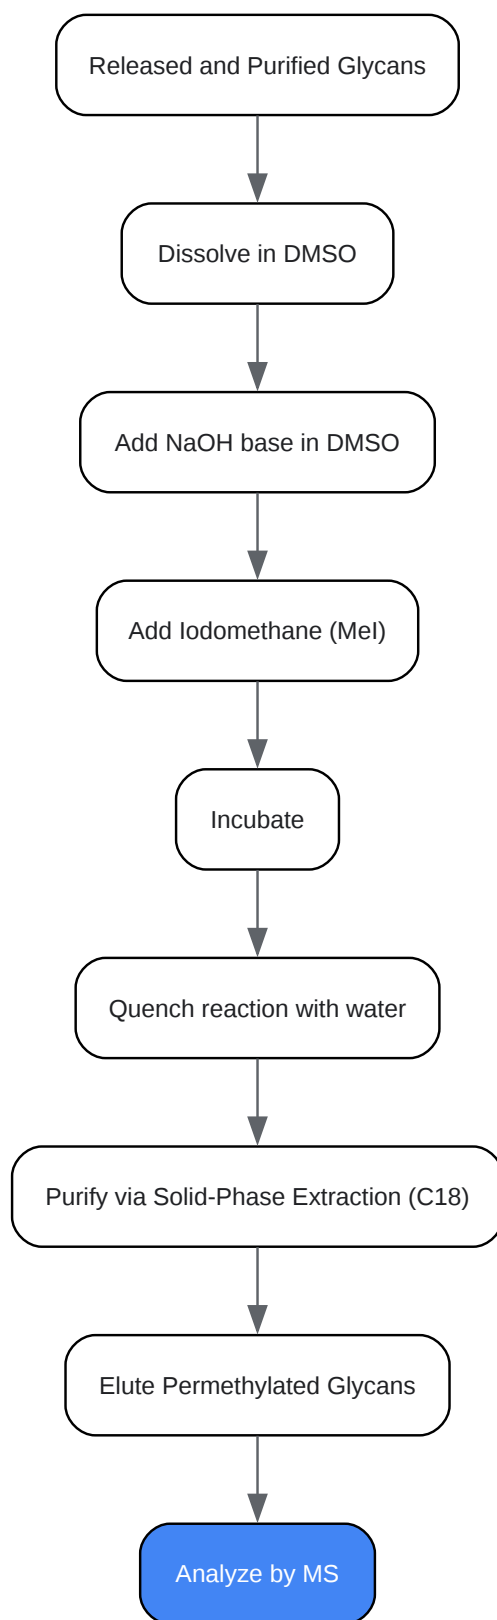 Released and Purified Glycans
Dissolve in DMSO
Add NaOH base in DMSO
Add Iodomethane (MeI)
Incubate
Quench reaction with water
Purify via Solid-Phase Extraction (C18)
Elute Permethylated Glycans
Analyze by MS